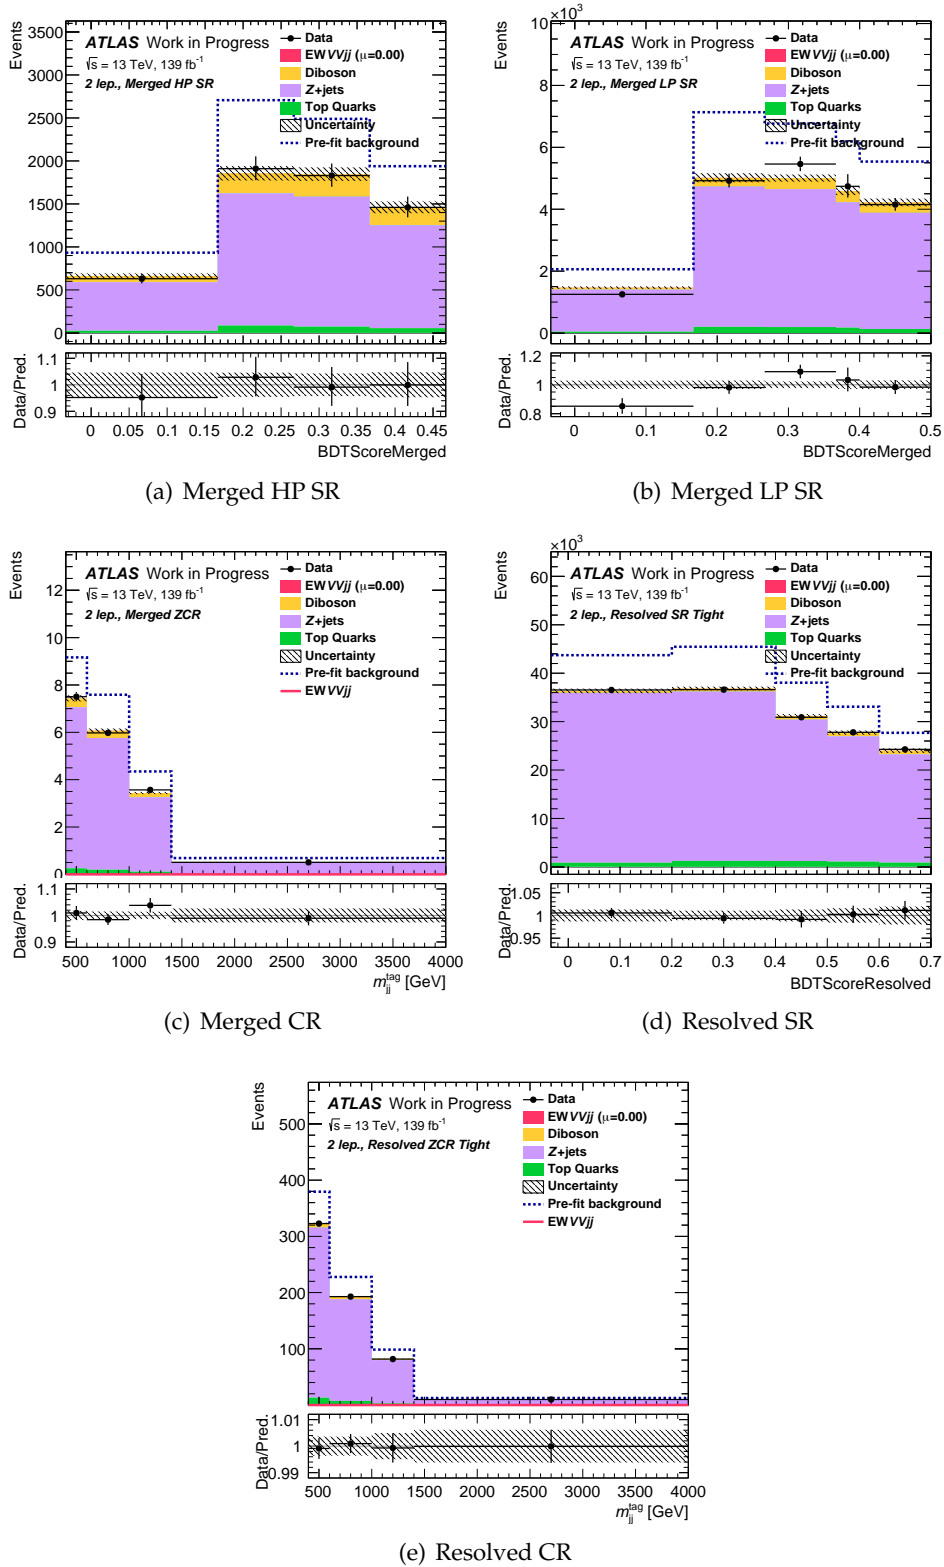 Events
3500
3000
2500
2000
1500
1000
500
0
ATLAS Work in Progress
√s = 13 TeV, 139 fb⁻¹
2 lep., Merged HP SR
Data
EW VVjj (μ=0.00)
Diboson
Z+jets
Top Quarks
Uncertainty
Pre-fit background
Data/Pred.
1.1
1
0.9
0 0.05 0.1 0.15 0.2 0.25 0.3 0.35 0.4 0.45
BDTScoreMerged
(a) Merged HP SR
×10³
Events
10
8
6
4
2
0
ATLAS Work in Progress
√s = 13 TeV, 139 fb⁻¹
2 lep., Merged LP SR
Data
EW VVjj (μ=0.00)
Diboson
Z+jets
Top Quarks
Uncertainty
Pre-fit background
Data/Pred.
1.2
1
0.8
0 0.1 0.2 0.3 0.4 0.5
BDTScoreMerged
(b) Merged LP SR
Events
12
10
8
6
4
2
0
ATLAS Work in Progress
√s = 13 TeV, 139 fb⁻¹
2 lep., Merged ZCR
Data
EW VVjj (μ=0.00)
Diboson
Z+jets
Top Quarks
Uncertainty
Pre-fit background
EW VVjj
Data/Pred.
1.1
1
0.9
500 1000 1500 2000 2500 3000 3500 4000
m_jj^tag [GeV]
(c) Merged CR
×10³
Events
60
50
40
30
20
10
0
ATLAS Work in Progress
√s = 13 TeV, 139 fb⁻¹
2 lep., Resolved SR Tight
Data
EW VVjj (μ=0.00)
Diboson
Z+jets
Top Quarks
Uncertainty
Pre-fit background
Data/Pred.
1.05
1
0.95
0 0.1 0.2 0.3 0.4 0.5 0.6 0.7
BDTScoreResolved
(d) Resolved SR
Events
500
400
300
200
100
ATLAS Work in Progress
√s = 13 TeV, 139 fb⁻¹
2 lep., Resolved ZCR Tight
Data
EW VVjj (μ=0.00)
Diboson
Z+jets
Top Quarks
Uncertainty
Pre-fit background
EW VVjj
Data/Pred.
1.01
1
0.99
500 1000 1500 2000 2500 3000 3500 4000
m_jj^tag [GeV]
(e) Resolved CR